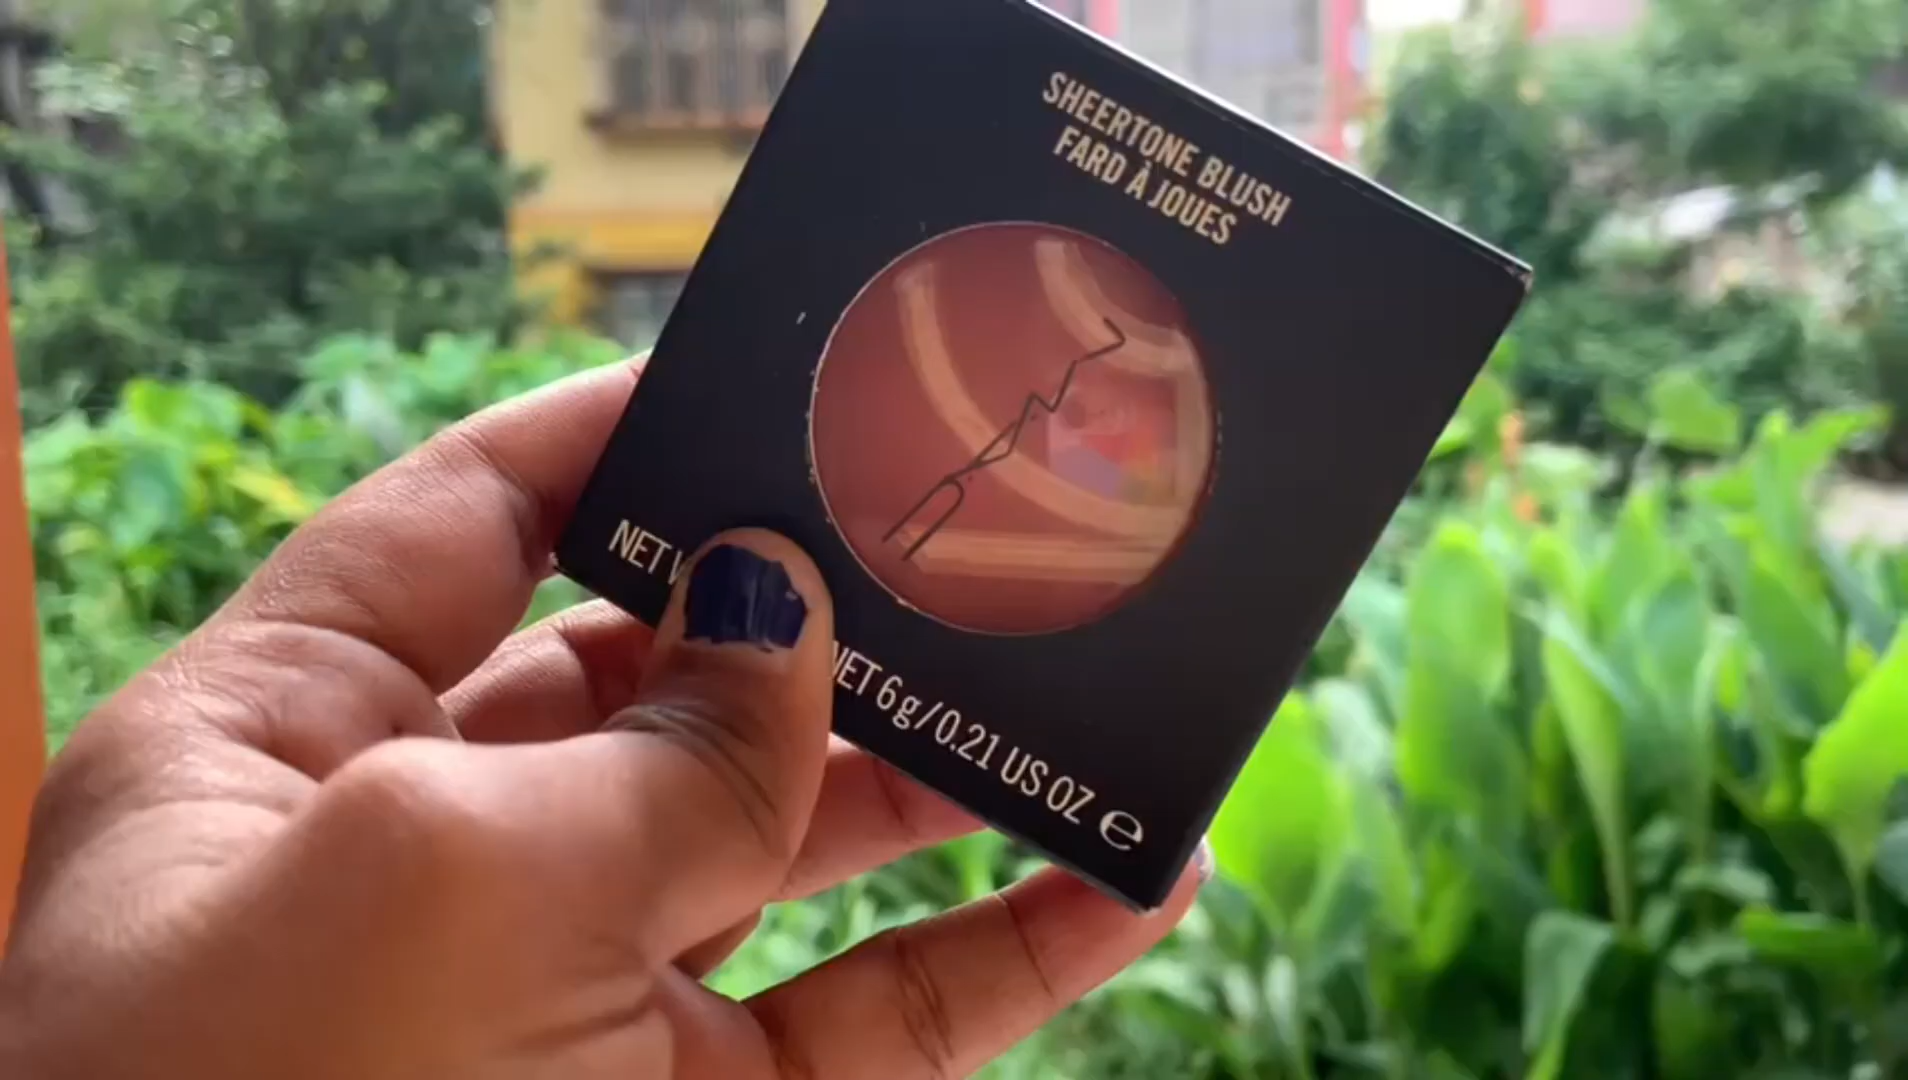 SHEERTONE BLUSH
FARD À JOUES
NET
NET 6 g/0.21 US OZ ℮